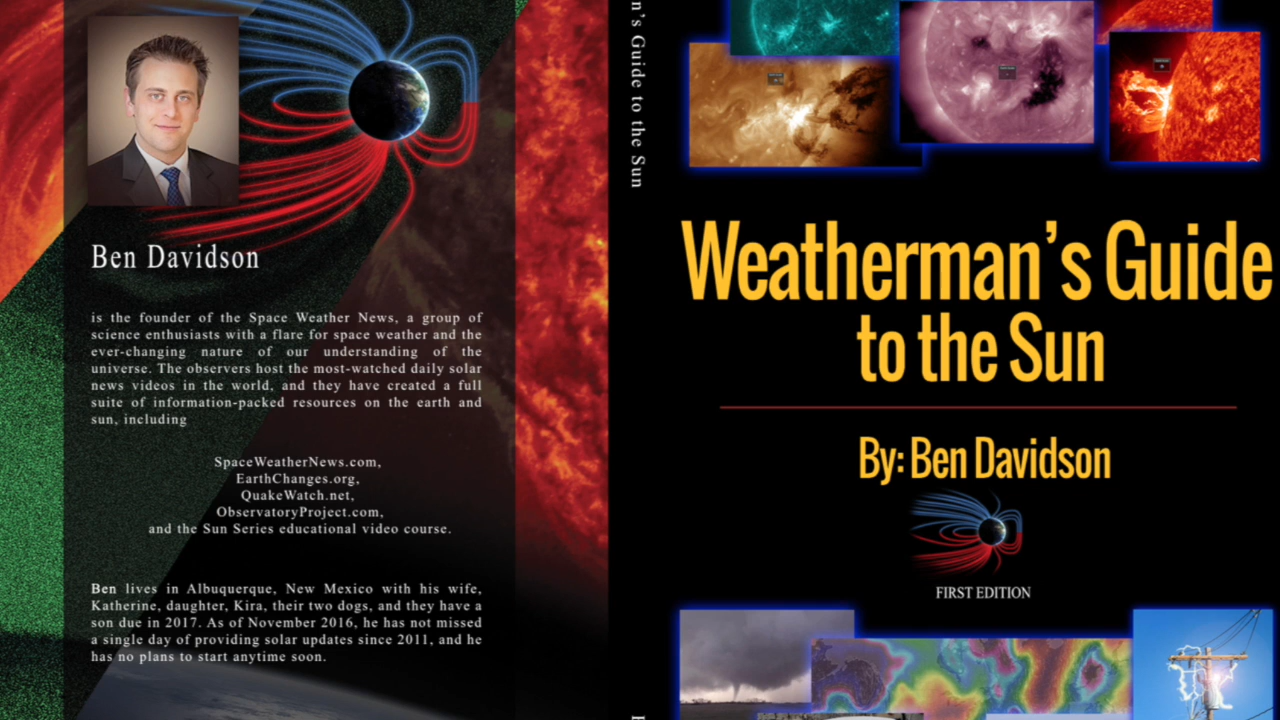 Ben Davidson
is the founder of the Space Weather News, a group of
science enthusiasts with a flare for space weather and the
ever-changing nature of our understanding of the
universe. The observers host the most-watched daily solar
news videos in the world, and they have created a full
suite of information-packed resources on the earth and
sun, including
SpaceWeatherNews.com,
EarthChanges.org,
QuakeWatch.net,
ObservatoryProject.com,
and the Sun Series educational video course.
Ben lives in Albuquerque, New Mexico with his wife,
Katherine, daughter, Kira, their two dogs, and they have a
son due in 2017. As of November 2016, he has not missed
a single day of providing solar updates since 2011, and he
has no plans to start anytime soon.
n's Guide to the Sun
Weatherman's Guide
to the Sun
By: Ben Davidson
FIRST EDITION